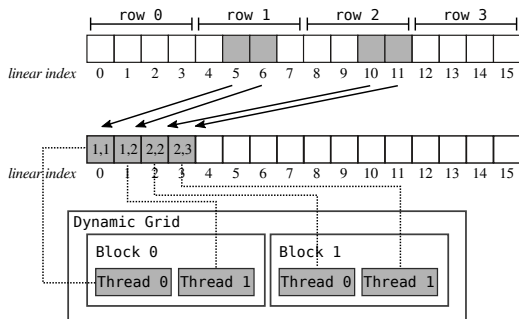 row 0 row 1 row 2 row 3
linear index 0 1 2 3 4 5 6 7 8 9 10 11 12 13 14 15
1,1 1,2 2,2 2,3
linear index 0 1 2 3 4 5 6 7 8 9 10 11 12 13 14 15
Dynamic Grid
Block 0 Block 1
Thread 0 Thread 1 Thread 0 Thread 1